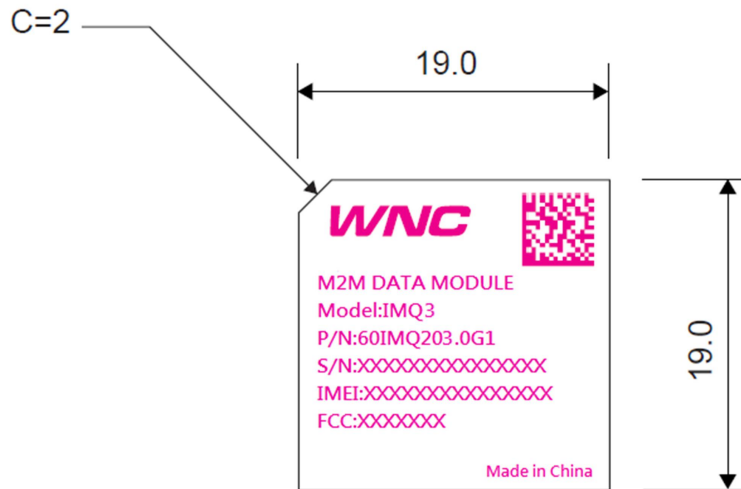 C=2
19.0
WNC
M2M DATA MODULE
Model:IMQ3
P/N:60IMQ203.0G1
S/N:XXXXXXXXXXXXXXX
IMEI:XXXXXXXXXXXXXXX
FCC:XXXXXXX
19.0
Made in China